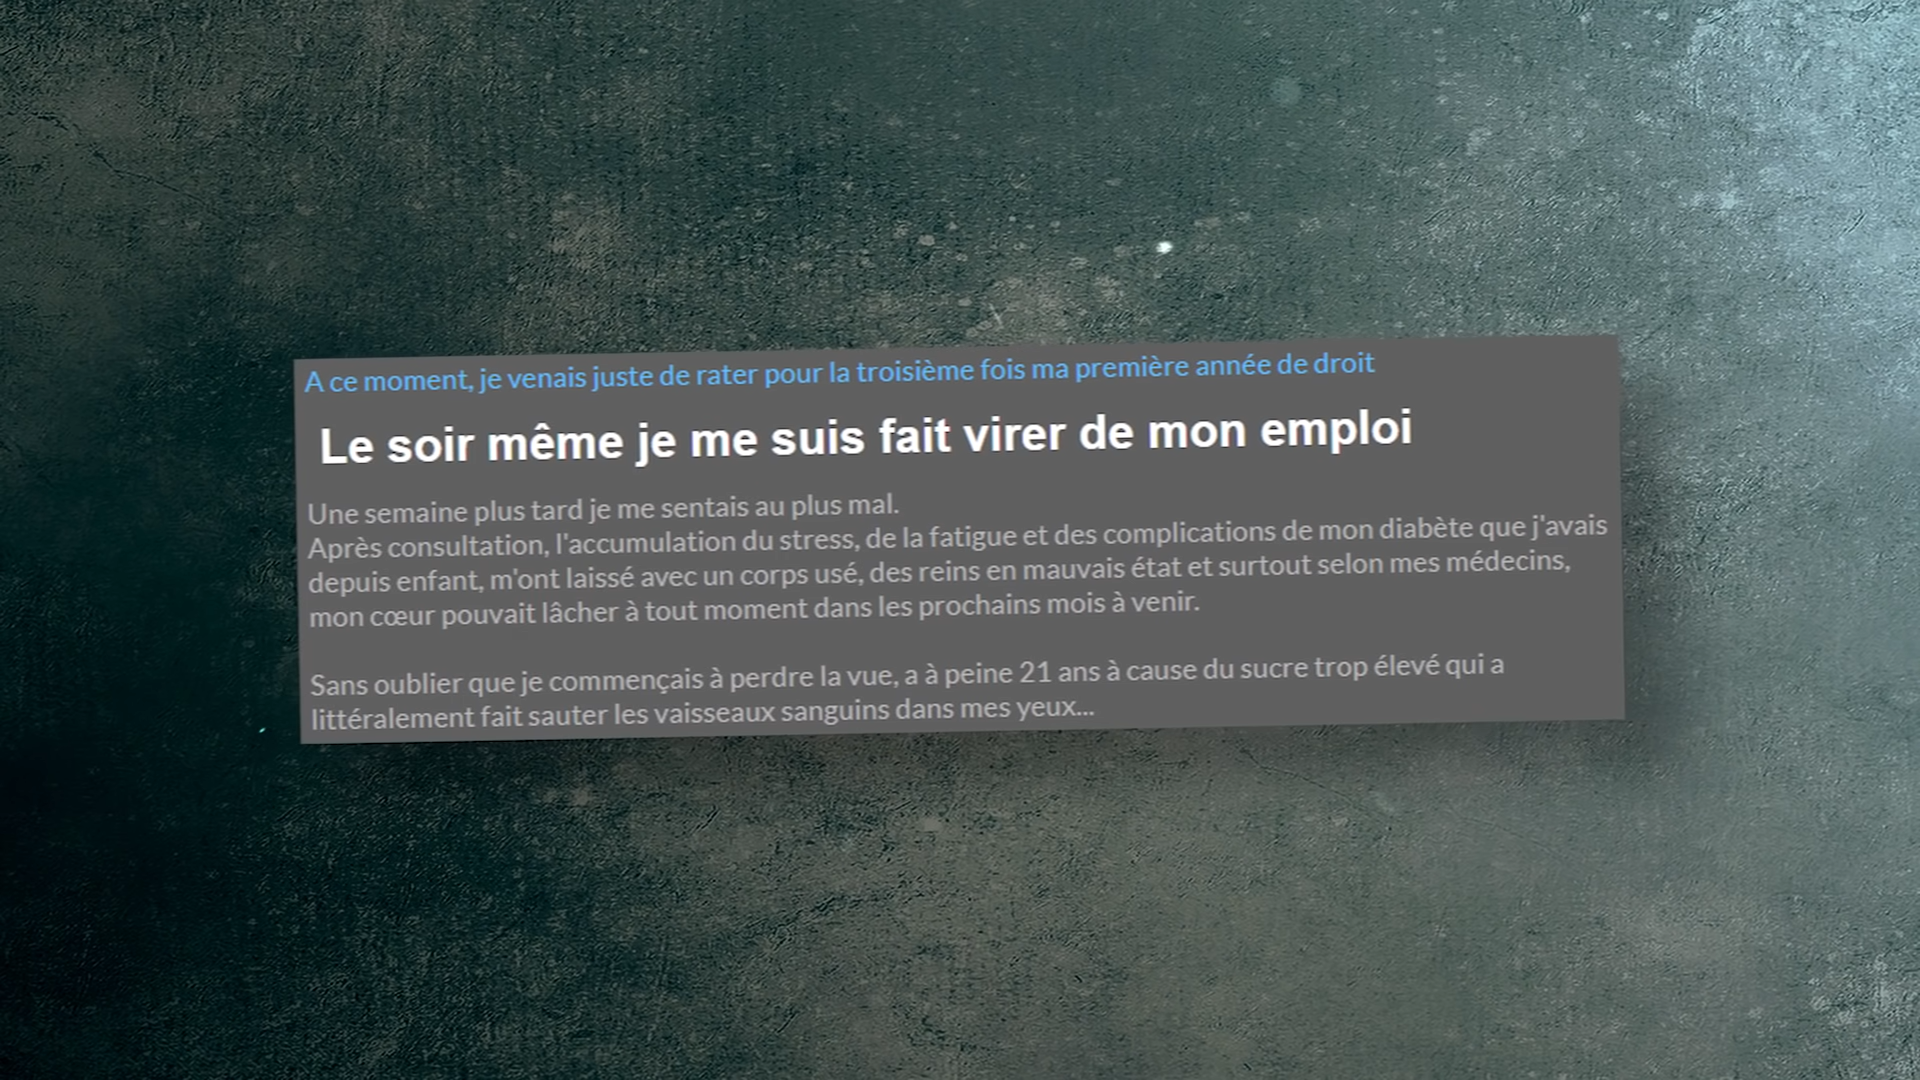 A ce moment, je venais juste de rater pour la troisième fois ma première année de droit
Le soir même je me suis fait virer de mon emploi
Une semaine plus tard je me sentais au plus mal.
Après consultation, l'accumulation du stress, de la fatigue et des complications de mon diabète que j'avais
depuis enfant, m'ont laissé avec un corps usé, des reins en mauvais état et surtout selon mes médecins,
mon cœur pouvait lâcher à tout moment dans les prochains mois à venir.
Sans oublier que je commençais à perdre la vue, a à peine 21 ans à cause du sucre trop élevé qui a
littéralement fait sauter les vaisseaux sanguins dans mes yeux...